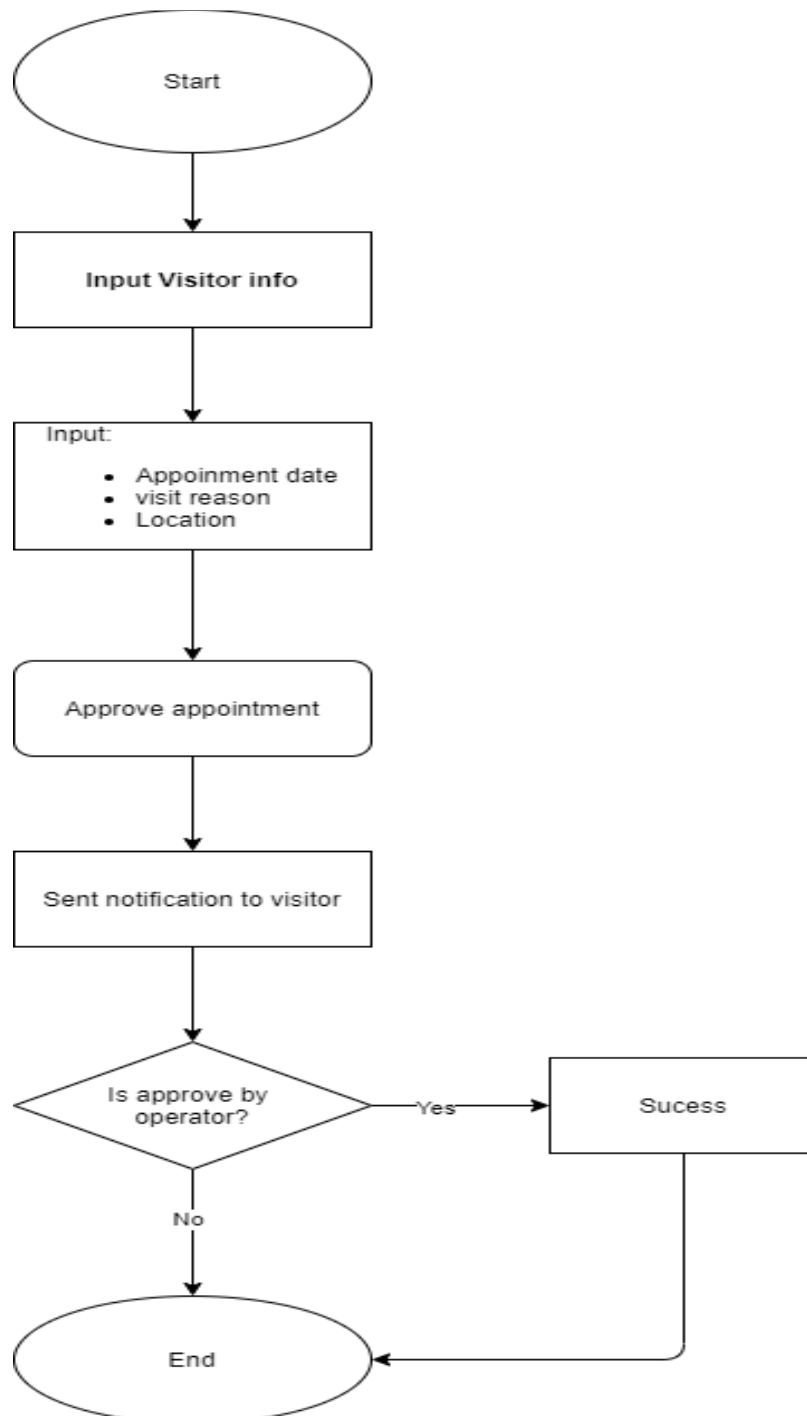 Start
Input Visitor info
Input:
Appoinment date
visit reason
Location
Approve appointment
Sent notification to visitor
Is approve by
operator?
Yes
Sucess
No
End